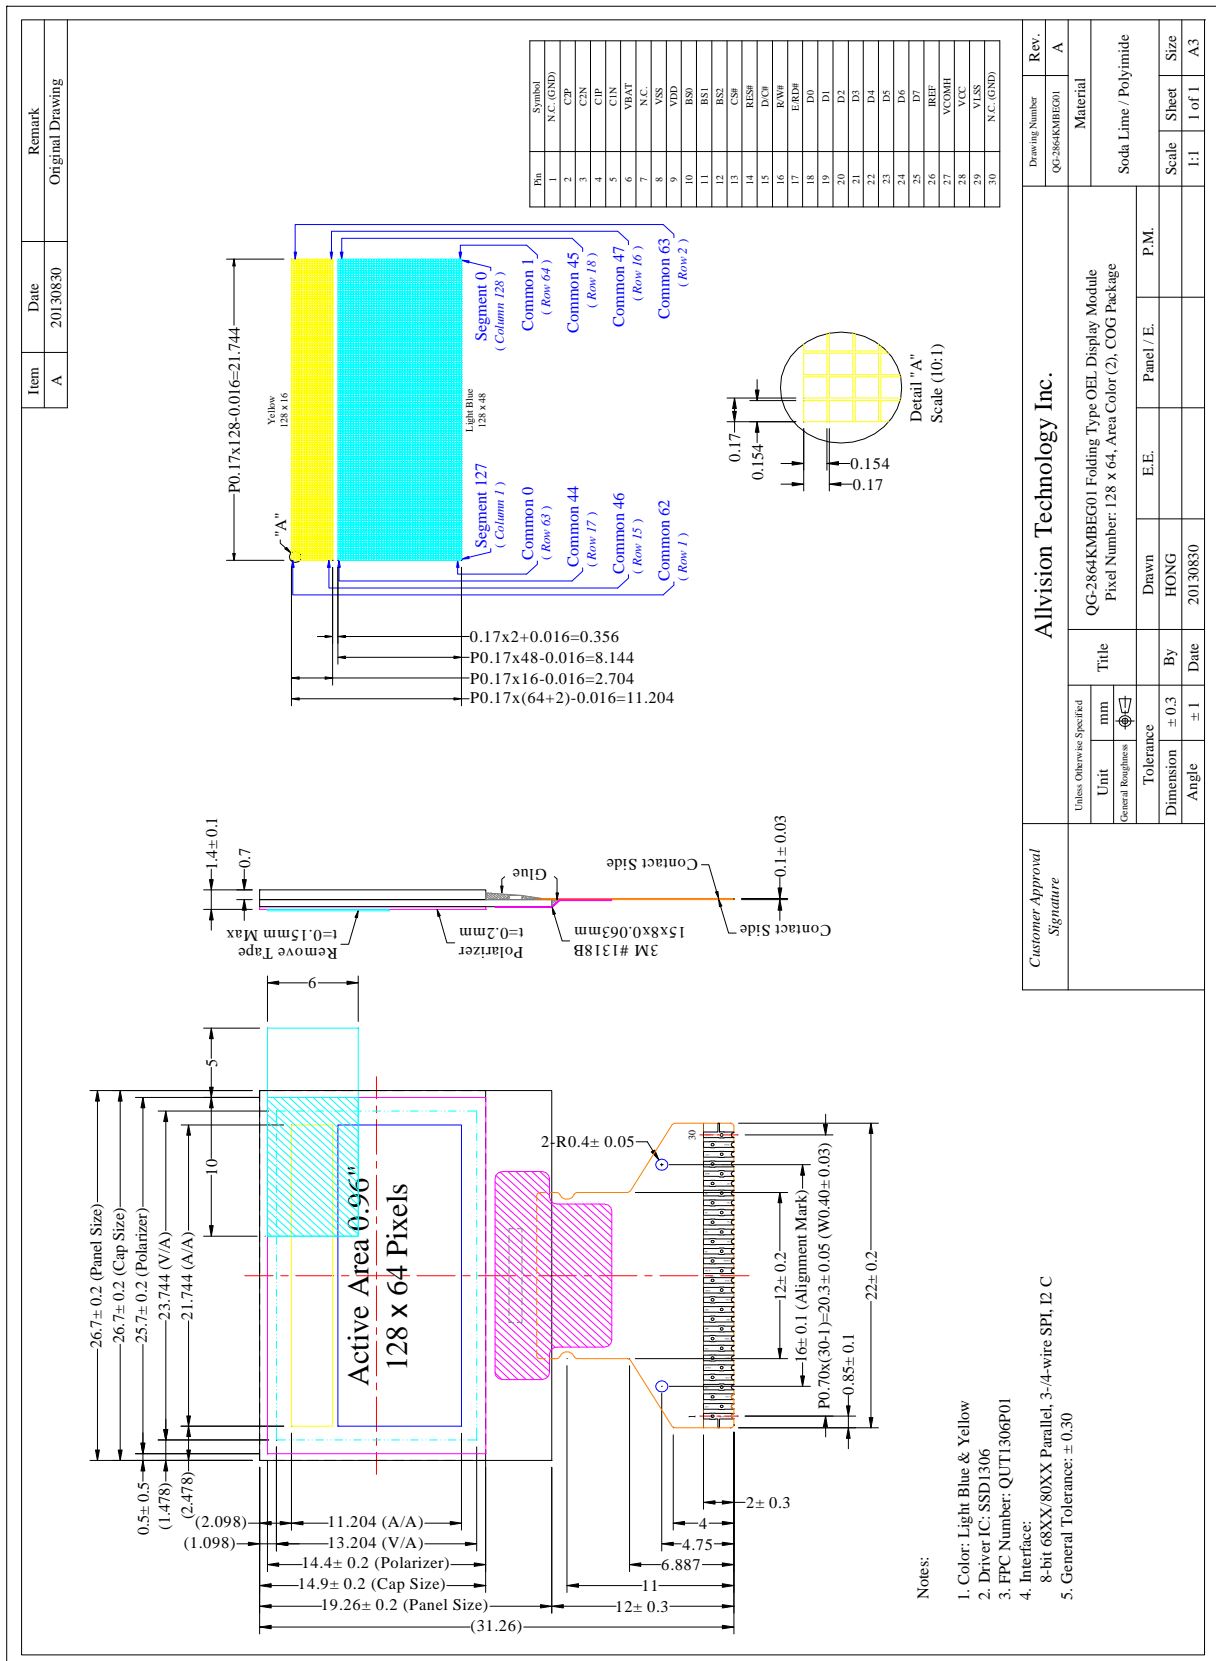 Item Date Remark
A 20130830 Original Drawing
26.7± 0.2 (Panel Size)
26.7± 0.2 (Cap Size)
25.7± 0.2 (Polarizer)
23.744 (V/A)
21.744 (A/A)
0.5± 0.5
(1.478)
(2.478)
10
5
9
(2.098)
(1.098)
11.204 (A/A)
13.204 (V/A)
14.4± 0.2 (Polarizer)
14.9± 0.2 (Cap Size)
19.26± 0.2 (Panel Size)
(31.26)
12± 0.3
11
6.887
4.75
4
2± 0.3
Active Area 0.96"
128 x 64 Pixels
2-R0.4± 0.05
1
30
12± 0.2
16± 0.1 (Alignment Mark)
P0.70x(30-1)=20.3± 0.05 (W0.40± 0.03)
0.85± 0.1
22± 0.2
1.4± 0.1
0.7
Remove Tape
t=0.15mm Max
Polarizer
t=0.2mm
3M #1318B
15x8x0.063mm
Glue
Contact Side
Contact Side
0.1± 0.03
P0.17x128-0.016=21.744
"A"
Yellow
128 x 16
Light Blue
128 x 48
0.17x2+0.016=0.356
P0.17x48-0.016=8.144
P0.17x16-0.016=2.704
P0.17x(64+2)-0.016=11.204
Segment 127
( Column 1 )
Common 0
( Row 63 )
Common 44
( Row 17 )
Common 46
( Row 15 )
Common 62
( Row 1 )
Segment 0
( Column 128 )
Common 1
( Row 64 )
Common 45
( Row 18 )
Common 47
( Row 16 )
Common 63
( Row 2 )
0.17
0.154
0.154
0.17
Detail "A"
Scale (10:1)
Pin Symbol
1 N.C. (GND)
2 C2P
3 C2N
4 C1P
5 C1N
6 VBAT
7 N.C.
8 VSS
9 VDD
10 BS0
11 BS1
12 BS2
13 CS#
14 RES#
15 D/C#
16 R/W#
17 E/RD#
18 D0
19 D1
20 D2
21 D3
22 D4
23 D5
24 D6
25 D7
26 IREF
27 VCOMH
28 VCC
29 VLSS
30 N.C. (GND)
Notes:
1. Color: Light Blue & Yellow
2. Driver IC: SSD1306
3. FPC Number: QUT1306P01
4. Interface:
8-bit 68XX/80XX Parallel, 3-/4-wire SPI, I2 C
5. General Tolerance: ± 0.30
Customer Approval
Signature
Allvision Technology Inc.
Drawing Number Rev.
QG-2864KMBEG01 A
Unless Otherwise Specified
Unit mm
General Roughness
Tolerance
Dimension ± 0.3
Angle ± 1
Title
QG-2864KMBEG01 Folding Type OEL Display Module
Pixel Number: 128 x 64, Area Color (2), COG Package
Material
Soda Lime / Polyimide
Drawn E.E. Panel / E. P.M.
By HONG
Date 20130830
Scale Sheet Size
1:1 1 of 1 A3